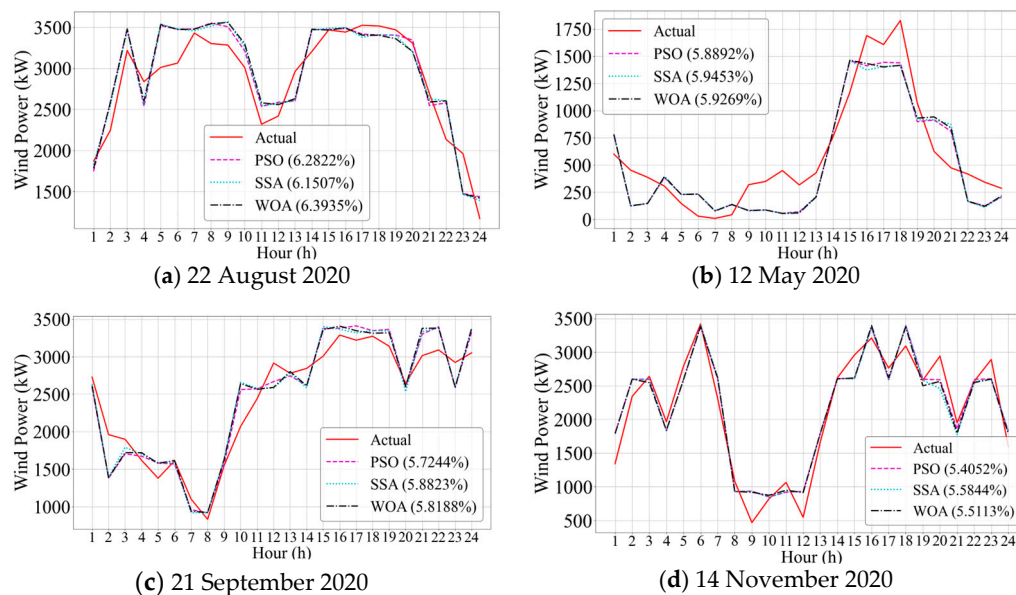 3500
3000
2500
2000
1500
Wind Power (kW)
Actual
PSO (6.2822%)
SSA (6.1507%)
WOA (6.3935%)
1 2 3 4 5 6 7 8 9 10 11 12 13 14 15 16 17 18 19 20 21 22 23 24
Hour (h)
(a) 22 August 2020
1750
1500
1250
1000
750
500
250
0
Wind Power (kW)
Actual
PSO (5.8892%)
SSA (5.9453%)
WOA (5.9269%)
1 2 3 4 5 6 7 8 9 10 11 12 13 14 15 16 17 18 19 20 21 22 23 24
Hour (h)
(b) 12 May 2020
3500
3000
2500
2000
1500
1000
Wind Power (kW)
Actual
PSO (5.7244%)
SSA (5.8823%)
WOA (5.8188%)
1 2 3 4 5 6 7 8 9 10 11 12 13 14 15 16 17 18 19 20 21 22 23 24
Hour (h)
(c) 21 September 2020
3500
3000
2500
2000
1500
1000
500
Wind Power (kW)
Actual
PSO (5.4052%)
SSA (5.5844%)
WOA (5.5113%)
1 2 3 4 5 6 7 8 9 10 11 12 13 14 15 16 17 18 19 20 21 22 23 24
Hour (h)
(d) 14 November 2020